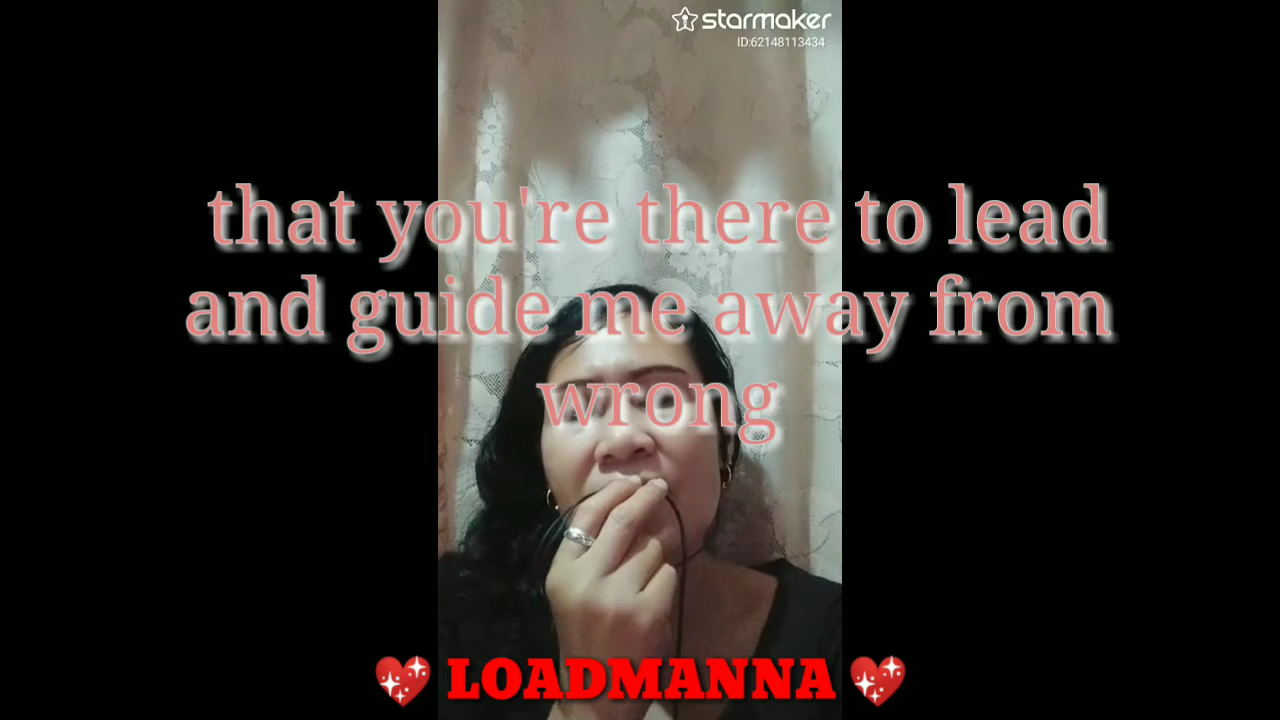 starmaker
ID:62148113434
that you're there to lead
and guide me away from
wrong
💖 LOADMANNA 💖